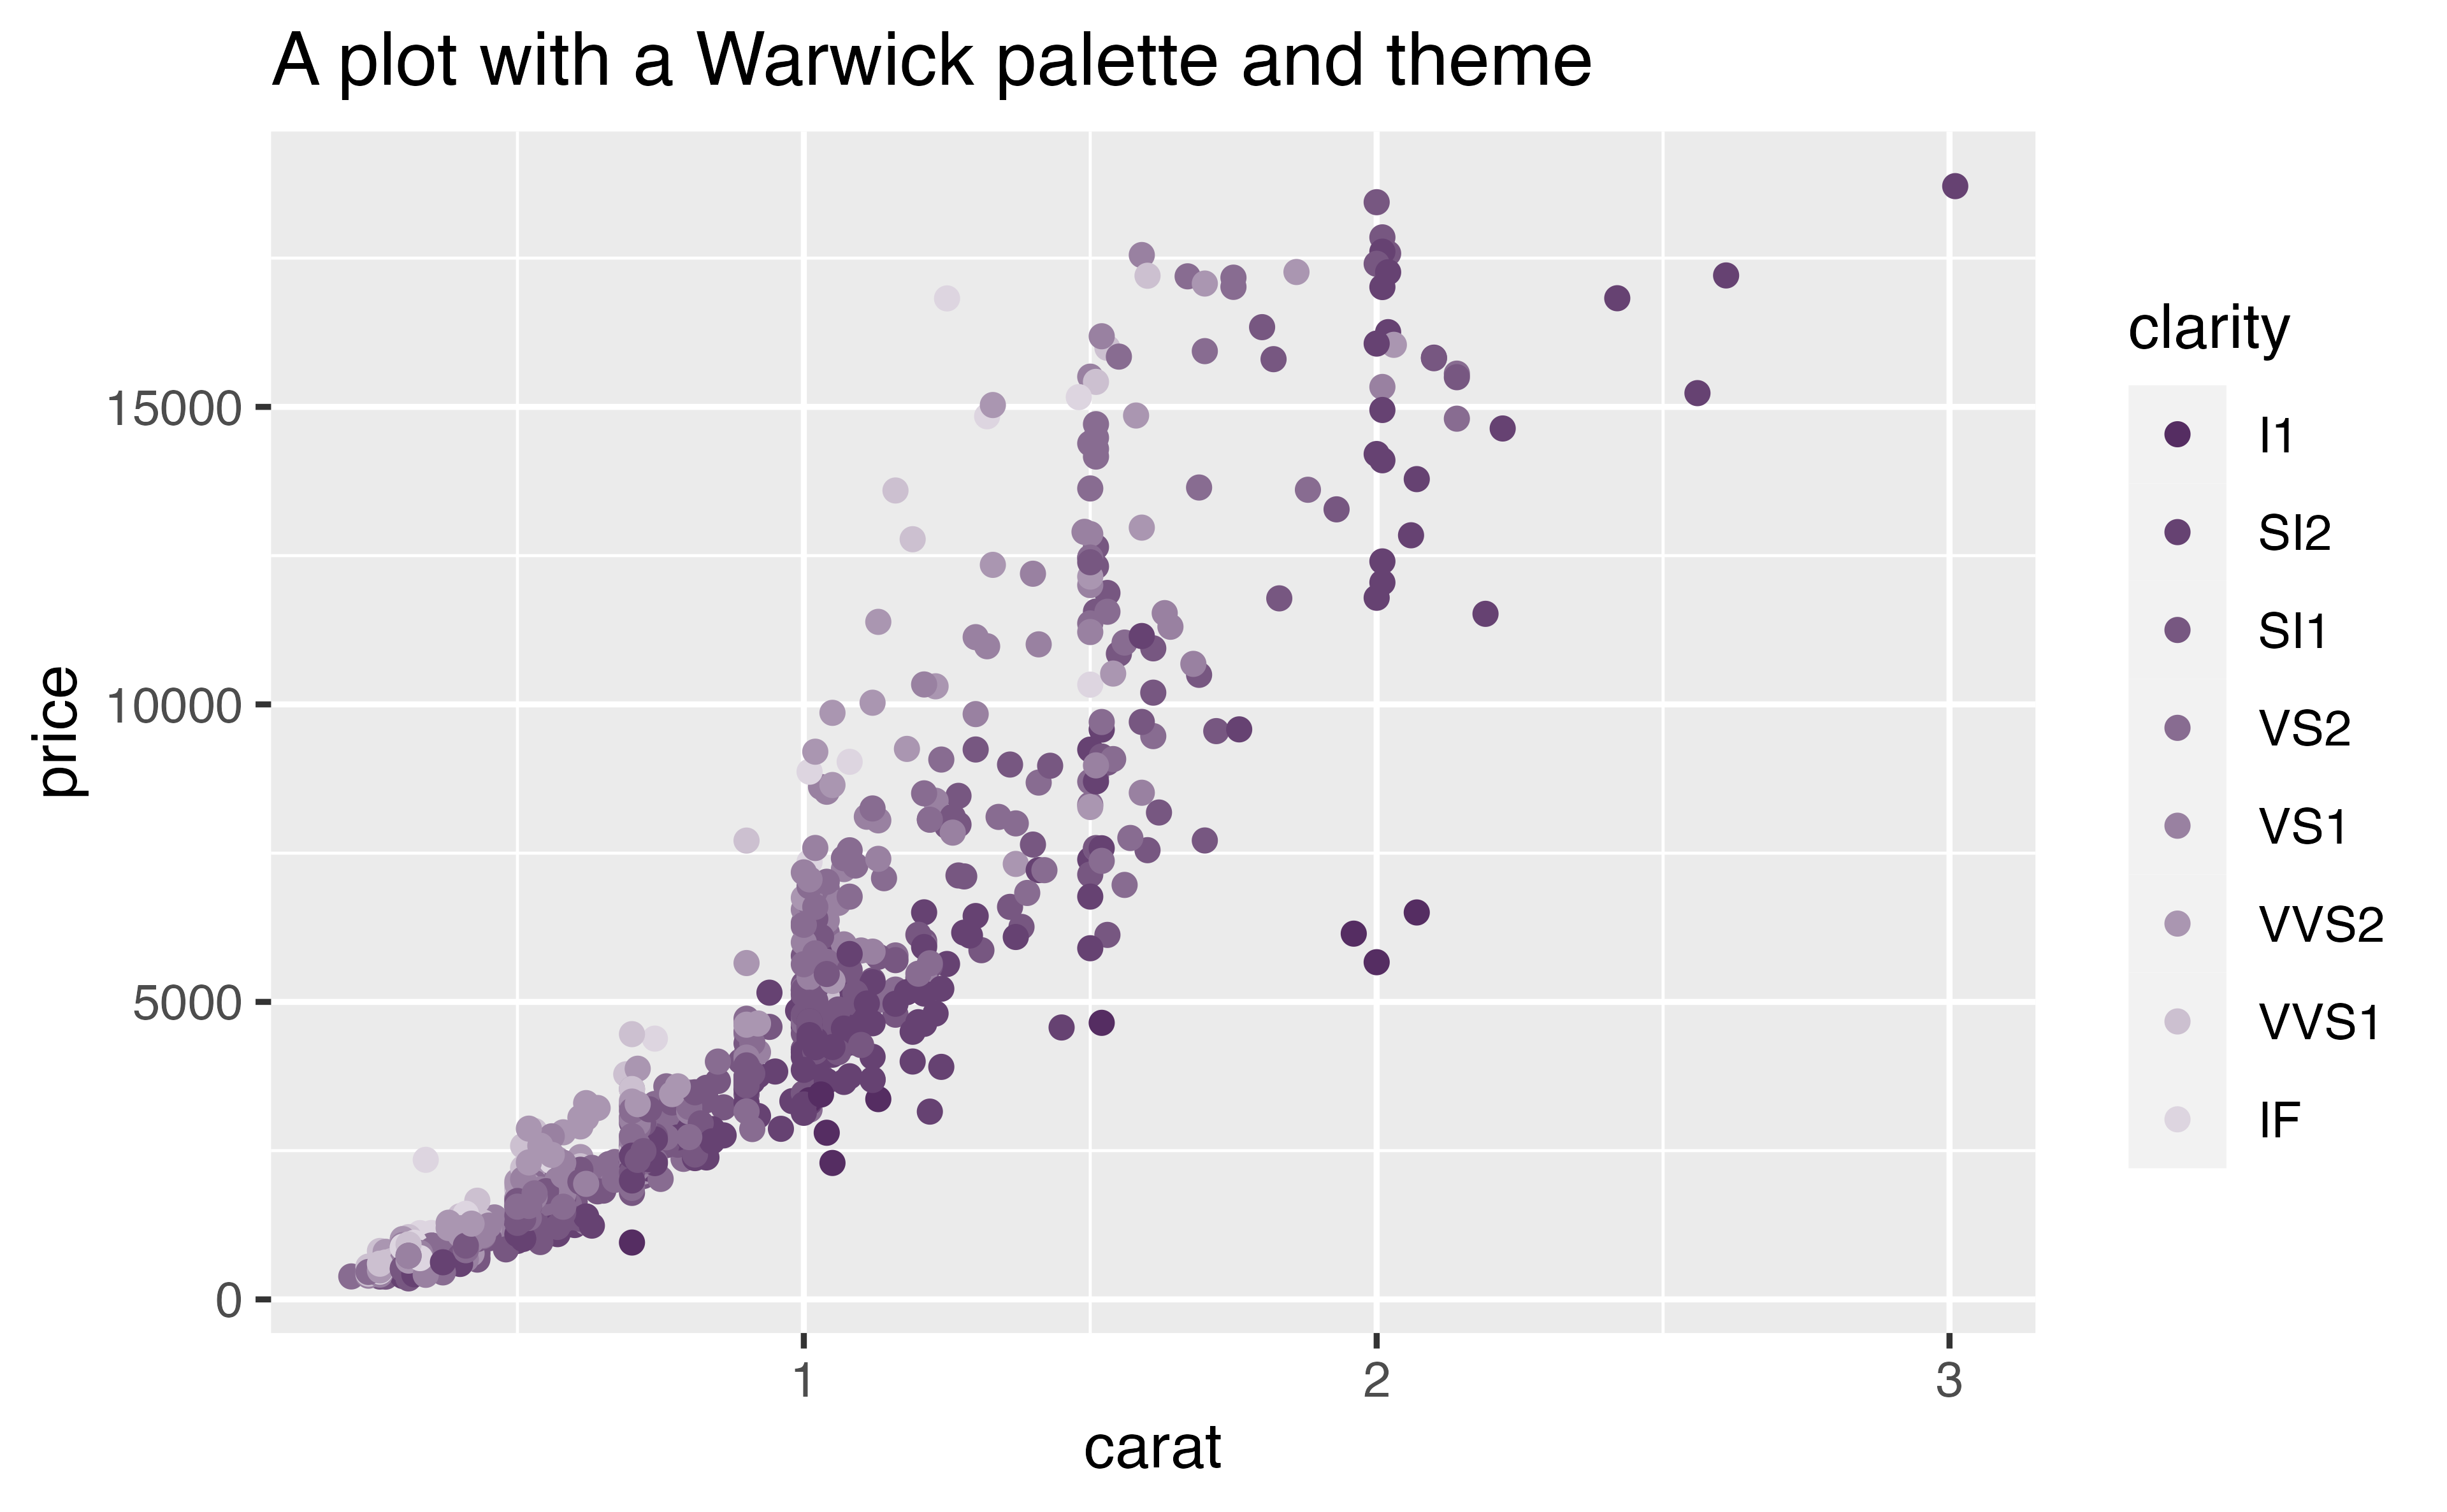 A plot with a Warwick palette and theme
price
15000
10000
5000
0
1
2
3
carat
clarity
I1
SI2
SI1
VS2
VS1
VVS2
VVS1
IF